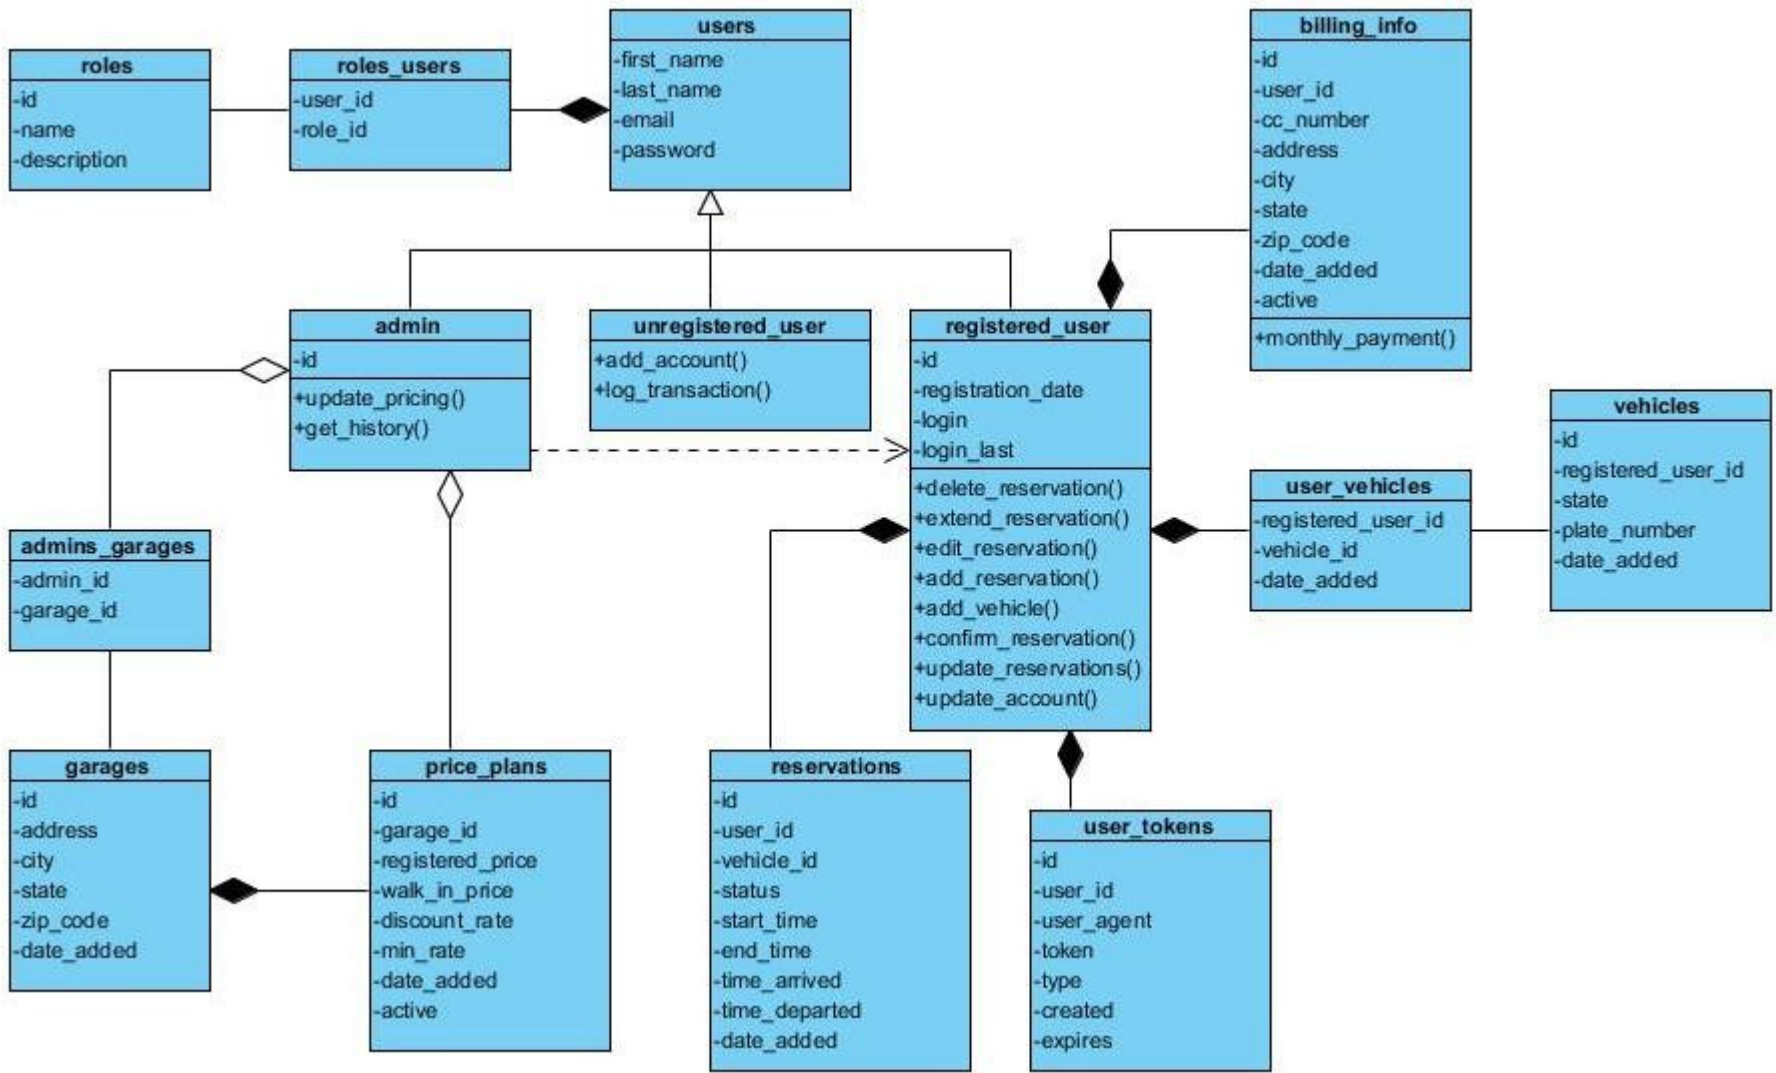 users
-first_name
-last_name
-email
-password
billing_info
-id
-user_id
-cc_number
-address
-city
-state
-zip_code
-date_added
-active
+monthly_payment()
roles
-id
-name
-description
roles_users
-user_id
-role_id
admin
-id
+update_pricing()
+get_history()
unregistered_user
+add_account()
+log_transaction()
registered_user
-id
-registration_date
-login
-login_last
+delete_reservation()
+extend_reservation()
+edit_reservation()
+add_reservation()
+add_vehicle()
+confirm_reservation()
+update_reservations()
+update_account()
vehicles
-id
-registered_user_id
-state
-plate_number
-date_added
user_vehicles
-registered_user_id
-vehicle_id
-date_added
admins_garages
-admin_id
-garage_id
garages
-id
-address
-city
-state
-zip_code
-date_added
price_plans
-id
-garage_id
-registered_price
-walk_in_price
-discount_rate
-min_rate
-date_added
-active
reservations
-id
-user_id
-vehicle_id
-status
-start_time
-end_time
-time_arrived
-time_departed
-date_added
user_tokens
-id
-user_id
-user_agent
-token
-type
-created
-expires